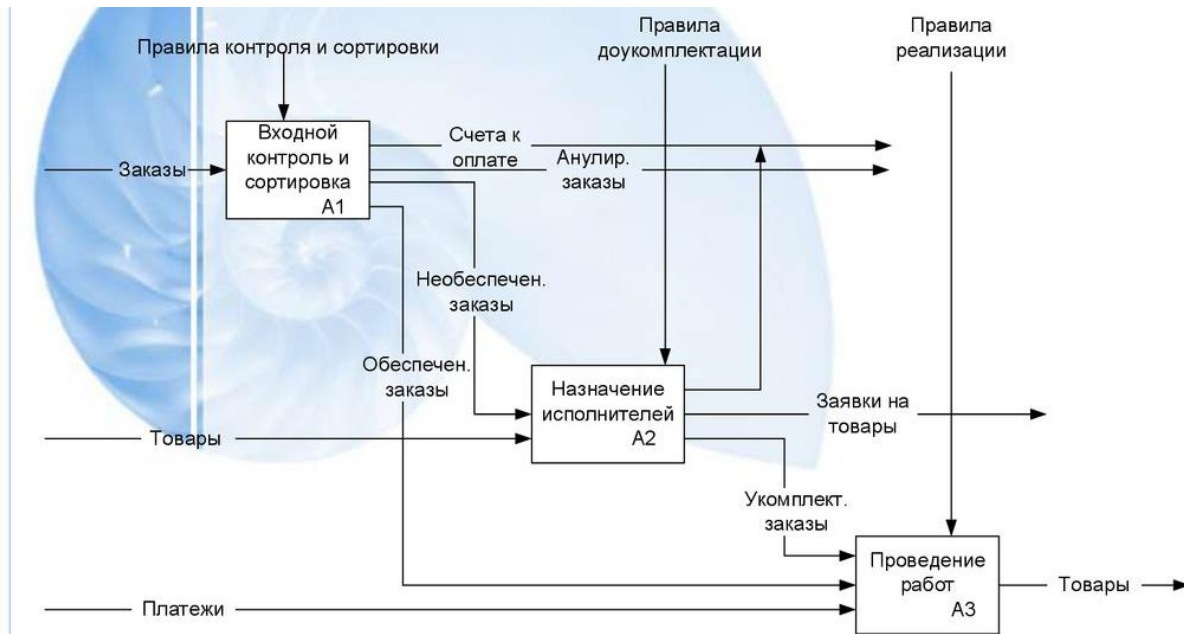 Правила
доукомплектации
Правила
реализации
Правила контроля и сортировки
Входной
контроль и
сортировка
А1
Счета к
оплате
Анулир.
заказы
Заказы
Необеспечен.
заказы
Обеспечен.
заказы
Назначение
исполнителей
А2
Заявки на
товары
Товары
Укомплект.
заказы
Проведение
работ
А3
Товары
Платежи